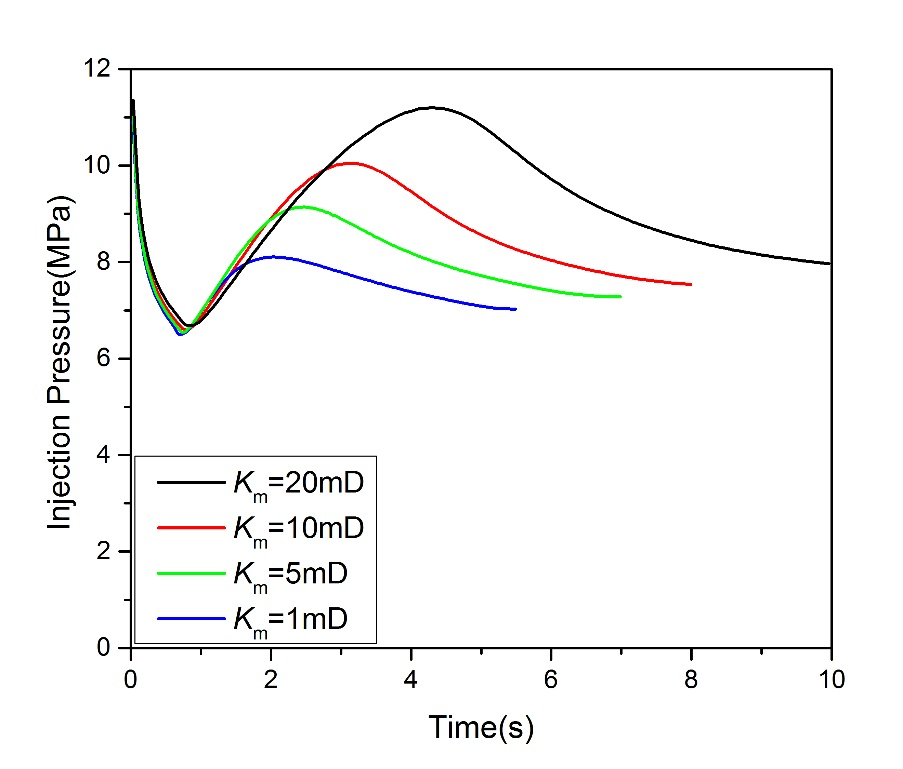 12
10
8
6
4
2
0
Injection Pressure(MPa)
Km=20mD
Km=10mD
Km=5mD
Km=1mD
0 2 4 6 8 10
Time(s)